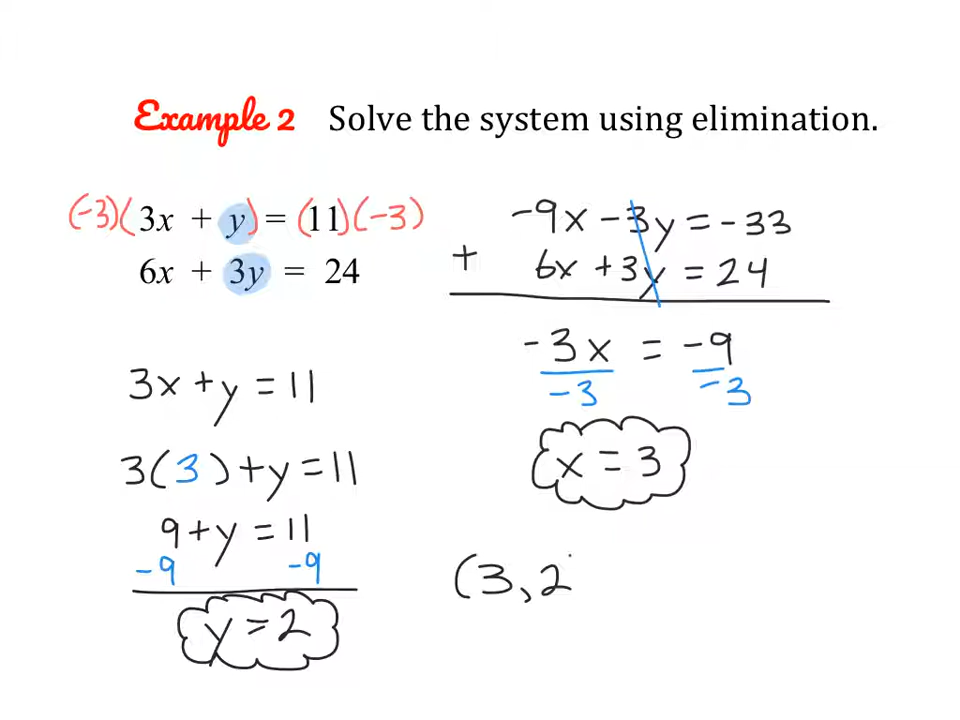 Example 2 Solve the system using elimination.
(-3)(3x + y) = (11)(-3)
6x + 3y = 24
-9x - 3y = -33
+ 6x + 3y = 24
-3x = -9
-3 -3
x = 3
3x + y = 11
3(3) + y = 11
9 + y = 11
-9 -9
y = 2
(3, 2